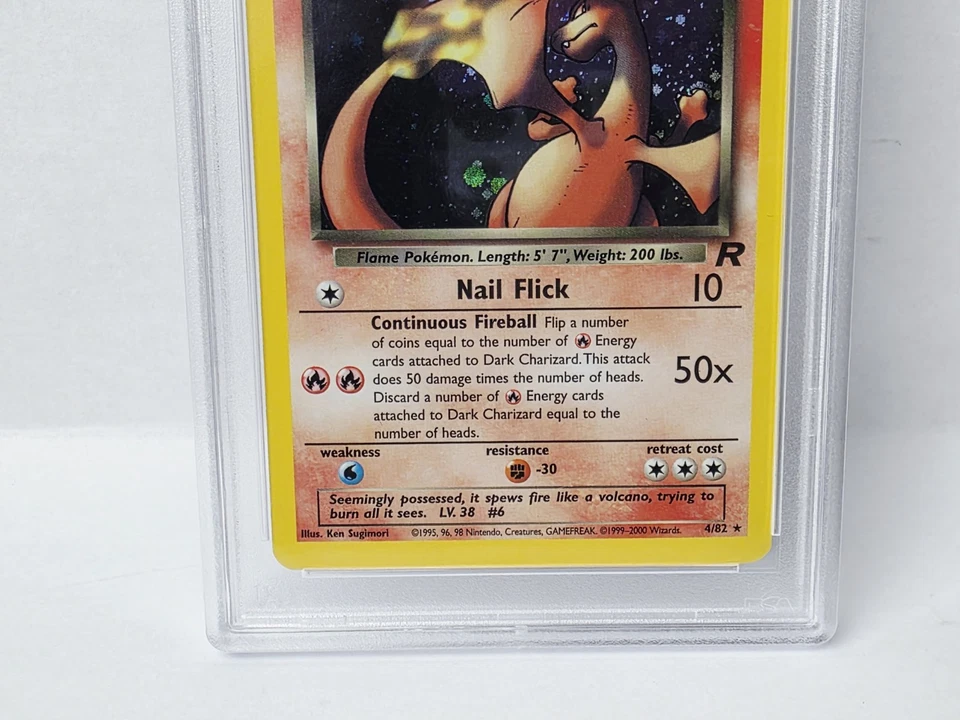 Flame Pokémon. Length: 5' 7", Weight: 200 lbs.
R
Nail Flick 10
Continuous Fireball Flip a number
of coins equal to the number of Energy
cards attached to Dark Charizard. This attack
does 50 damage times the number of heads.
50x
Discard a number of Energy cards
attached to Dark Charizard equal to the
number of heads.
weakness resistance retreat cost
-30
Seemingly possessed, it spews fire like a volcano, trying to
burn all it sees. LV. 38 #6
Illus. Ken Sugimori ©1995, 96, 98 Nintendo, Creatures, GAMEFREAK. ©1999-2000 Wizards. 4/82 ★
PSA